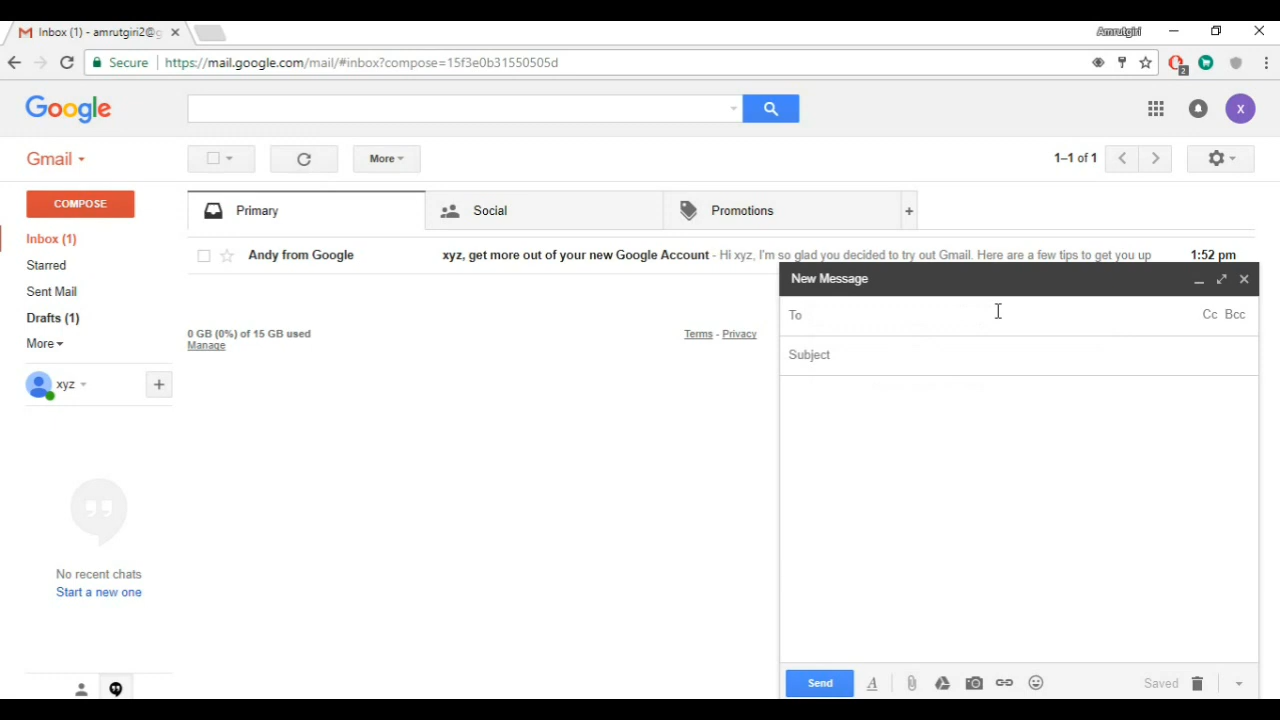 Inbox (1) - amrutgiri2@g
Amrutgiri
Secure
https://mail.google.com/mail/#inbox?compose=15f3e0b31550505d
2
Google
X
Gmail
More
1–1 of 1
COMPOSE
Primary
Social
Promotions
+
Inbox (1)
Starred
Sent Mail
Drafts (1)
More
Andy from Google
xyz, get more out of your new Google Account - Hi xyz, I'm so glad you decided to try out Gmail. Here are a few tips to get you up
1:52 pm
0 GB (0%) of 15 GB used
Manage
Terms - Privacy
xyz
+
No recent chats
Start a new one
New Message
To
Cc Bcc
Subject
Send
A
Saved